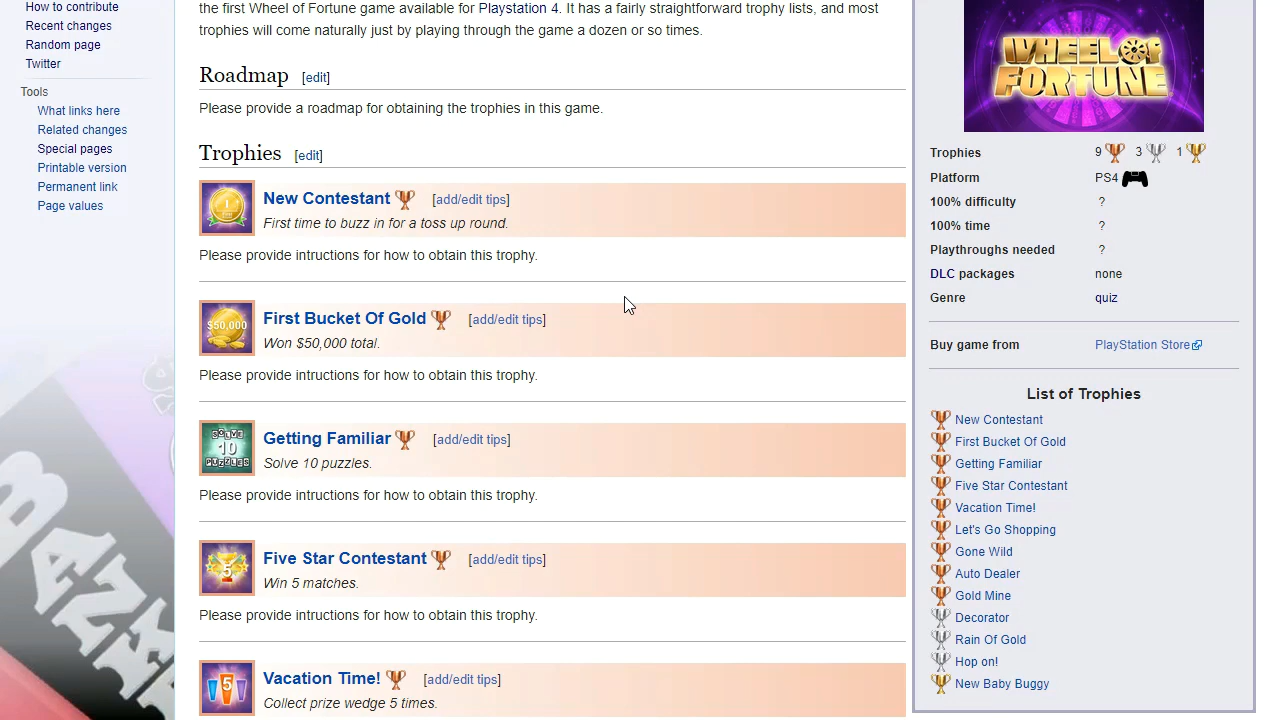 How to contribute
Recent changes
Random page
Twitter
Tools
What links here
Related changes
Special pages
Printable version
Permanent link
Page values
the first Wheel of Fortune game available for Playstation 4. It has a fairly straightforward trophy lists, and most
trophies will come naturally just by playing through the game a dozen or so times.
Roadmap [edit]
Please provide a roadmap for obtaining the trophies in this game.
Trophies [edit]
New Contestant [add/edit tips]
First time to buzz in for a toss up round.
Please provide intructions for how to obtain this trophy.
$50,000
First Bucket Of Gold [add/edit tips]
Won $50,000 total.
Please provide intructions for how to obtain this trophy.
SOLVE
10
PUZZLES
Getting Familiar [add/edit tips]
Solve 10 puzzles.
Please provide intructions for how to obtain this trophy.
5
Five Star Contestant [add/edit tips]
Win 5 matches.
Please provide intructions for how to obtain this trophy.
5
Vacation Time! [add/edit tips]
Collect prize wedge 5 times.
WHEEL OF
FORTUNE
Trophies 9 3 1
Platform PS4
100% difficulty ?
100% time ?
Playthroughs needed ?
DLC packages none
Genre quiz
Buy game from PlayStation Store
List of Trophies
New Contestant
First Bucket Of Gold
Getting Familiar
Five Star Contestant
Vacation Time!
Let's Go Shopping
Gone Wild
Auto Dealer
Gold Mine
Decorator
Rain Of Gold
Hop on!
New Baby Buggy